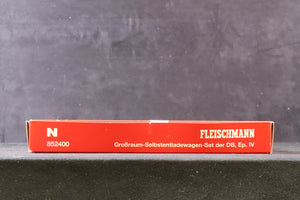 N FLEISCHMANN
852400 Großraum-Selbstentladewagen-Set der DB, Ep. IV